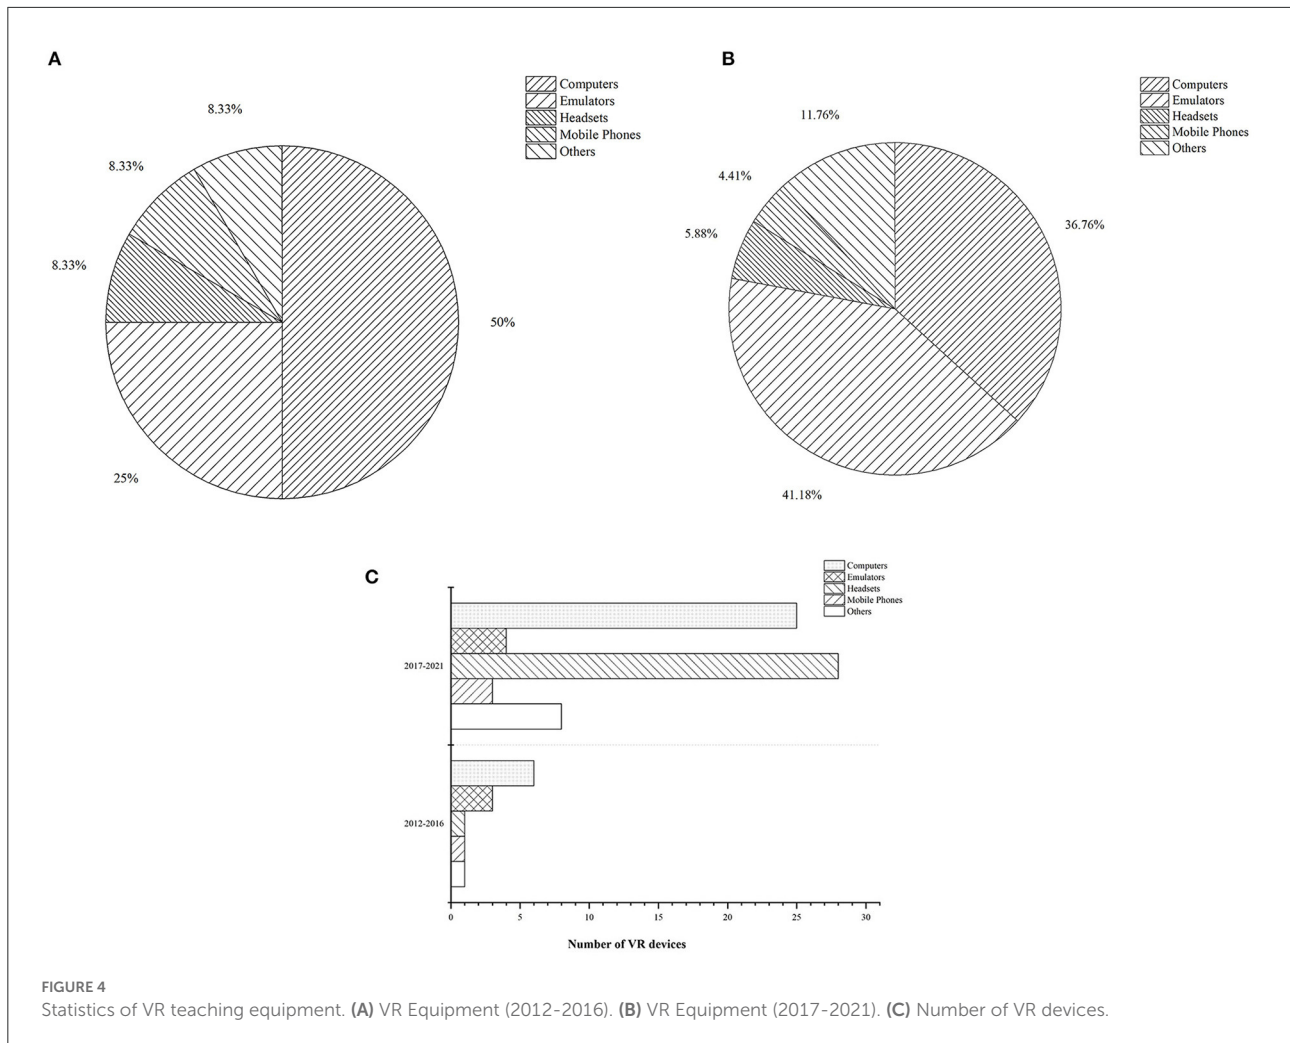 A
8.33%
8.33%
8.33%
50%
25%
Computers
Emulators
Headsets
Mobile Phones
Others
B
11.76%
4.41%
5.88%
36.76%
41.18%
Computers
Emulators
Headsets
Mobile Phones
Others
C
Computers
Emulators
Headsets
Mobile Phones
Others
2017-2021
2012-2016
0 5 10 15 20 25 30
Number of VR devices
FIGURE 4
Statistics of VR teaching equipment. (A) VR Equipment (2012-2016). (B) VR Equipment (2017-2021). (C) Number of VR devices.